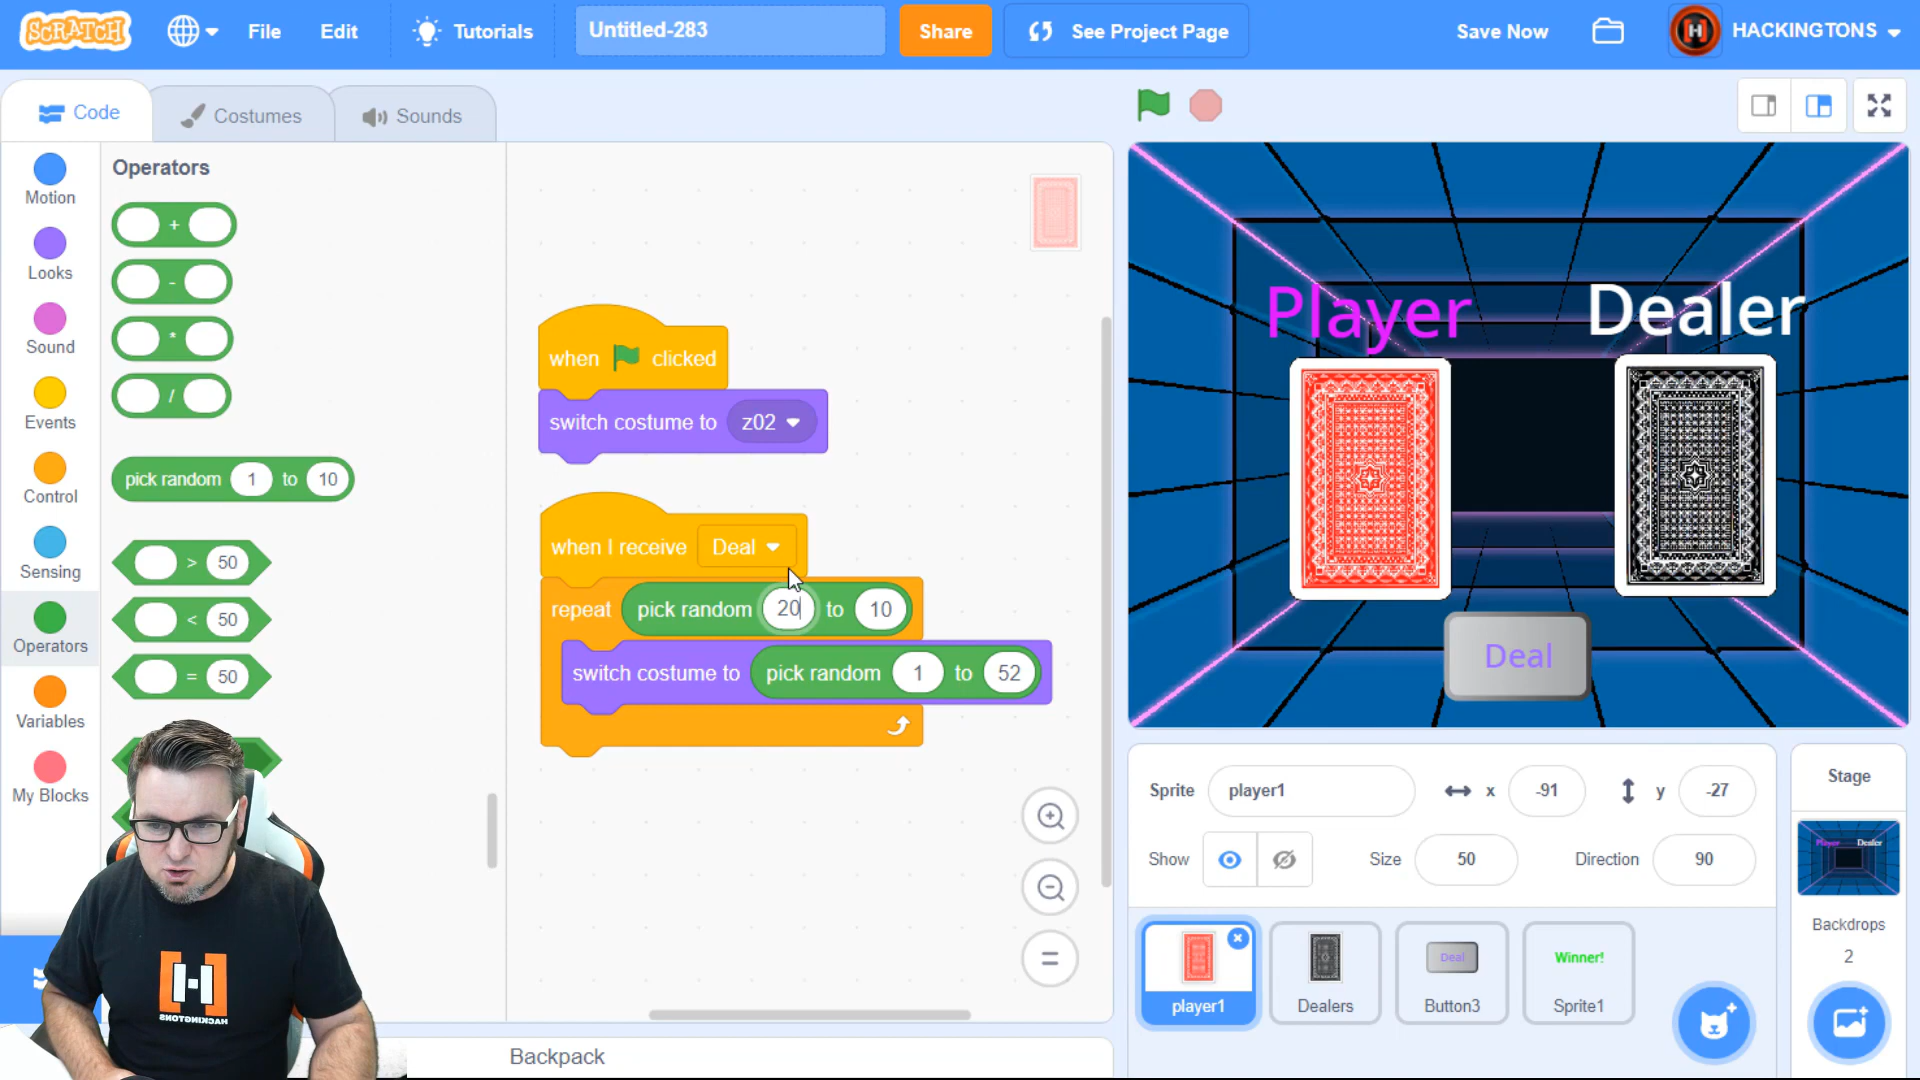 SCRATCH
File
Edit
Tutorials
Untitled-283
Share
See Project Page
Save Now
HACKINGTONS
Code
Costumes
Sounds
Motion
Looks
Sound
Events
Control
Sensing
Operators
Variables
My Blocks
Operators
+
-
*
/
pick random 1 to 10
> 50
< 50
= 50
when clicked
switch costume to z02
when I receive Deal
repeat pick random 20 to 10
switch costume to pick random 1 to 52
Player Dealer
Deal
Sprite player1 x -91 y -27
Show Size 50 Direction 90
player1
Dealers
Deal
Button3
Winner!
Sprite1
Stage
Player Dealer
Backdrops
2
Backpack
HACKINGTONS